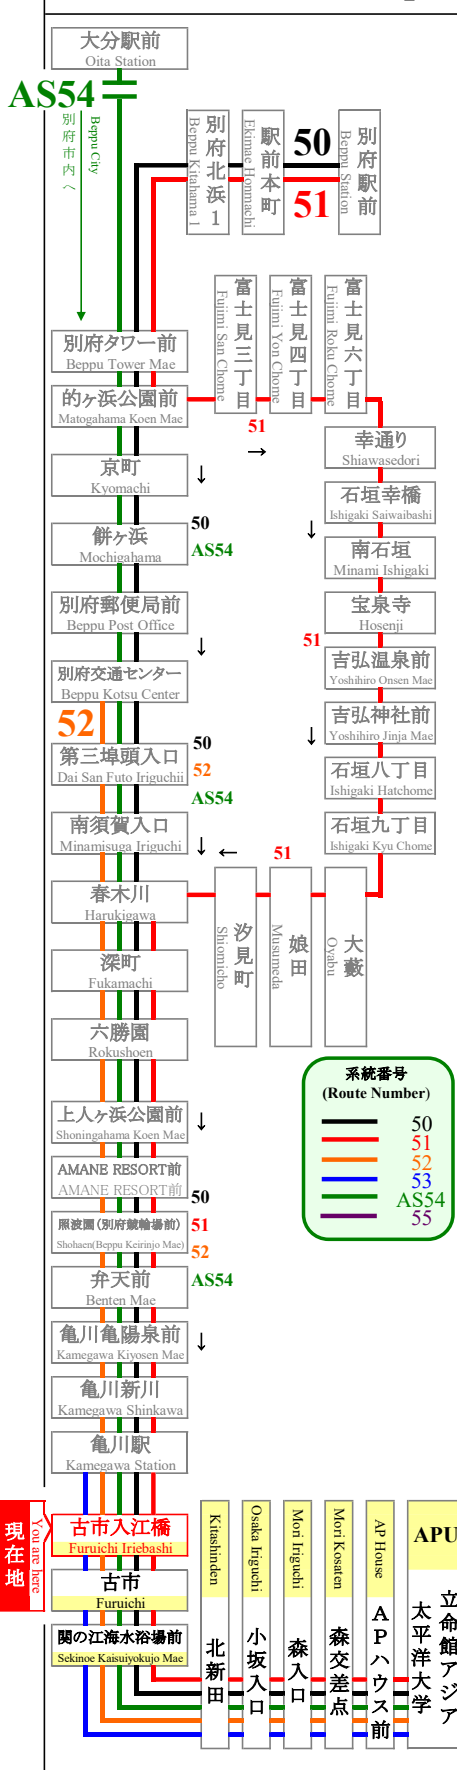 大分駅前
Oita Station
AS54
Beppu City
別府市内へ
別府北浜1
Beppu Kitahama 1
駅前本町
Ekimae Honmachi
50
51
別府駅前
Beppu Station
別府タワー前
Beppu Tower Mae
的ヶ浜公園前
Matogahama Koen Mae
富士見三丁目
Fujimi San Chome
富士見四丁目
Fujimi Yon Chome
富士見六丁目
Fujimi Roku Chome
51
→
幸通り
Shiawasedori
京町
Kyomachi
↓
石垣幸橋
Ishigaki Saiwaibashi
餅ヶ浜
Mochigahama
50
AS54
↓
南石垣
Minami Ishigaki
別府郵便局前
Beppu Post Office
↓
宝泉寺
Hosenji
51
別府交通センター
Beppu Kotsu Center
吉弘温泉前
Yoshihiro Onsen Mae
52
吉弘神社前
Yoshihiro Jinja Mae
↓
第三埠頭入口
Dai San Futo Iriguchii
50
52
AS54
石垣八丁目
Ishigaki Hatchome
南須賀入口
Minamisuga Iriguchi
↓
←
51
石垣九丁目
Ishigaki Kyu Chome
春木川
Harukigawa
汐見町
Shiomicho
娘田
Musumeda
大藪
Oyabu
深町
Fukamachi
六勝園
Rokushoen
上人ヶ浜公園前
Shoningahama Koen Mae
↓
系統番号
(Route Number)
50
51
52
53
AS54
55
AMANE RESORT前
AMANE RESORT前
50
照波園(別府競輪場前)
Shohaen(Beppu Keirinjo Mae)
51
52
弁天前
Benten Mae
AS54
亀川亀陽泉前
Kamegawa Kiyosen Mae
↓
亀川新川
Kamegawa Shinkawa
亀川駅
Kamegawa Station
現在地
You are here
古市入江橋
Furuichi Iriebashi
古市
Furuichi
関の江海水浴場前
Sekinoe Kaisuiyokujo Mae
Kitashinden
北新田
Osaka Iriguchi
小坂入口
Mori Iriguchi
森入口
Mori Kosaten
森交差点
AP House
APハウス前
APU
立命館アジア
太平洋大学